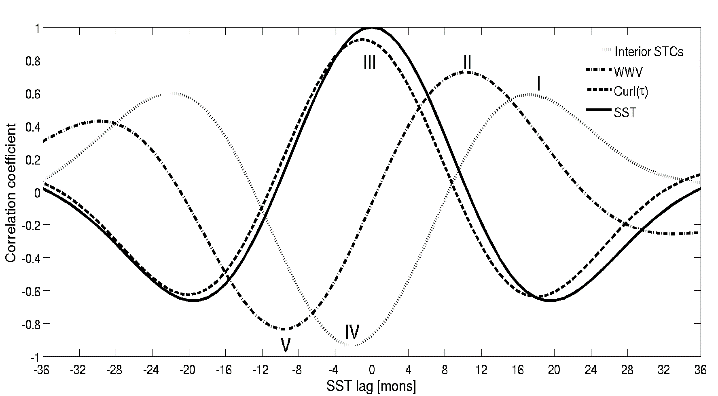 1
0.8
0.6
0.4
0.2
0
-0.2
-0.4
-0.6
-0.8
-1
Correlation coefficient
I
II
III
IV
V
Interior STCs
WWV
Curl(τ)
SST
-36 -28 -24 -20 -16 -12 -8 -4 0 4 8 12 16 20 24 28 32 36
SST lag [mons]